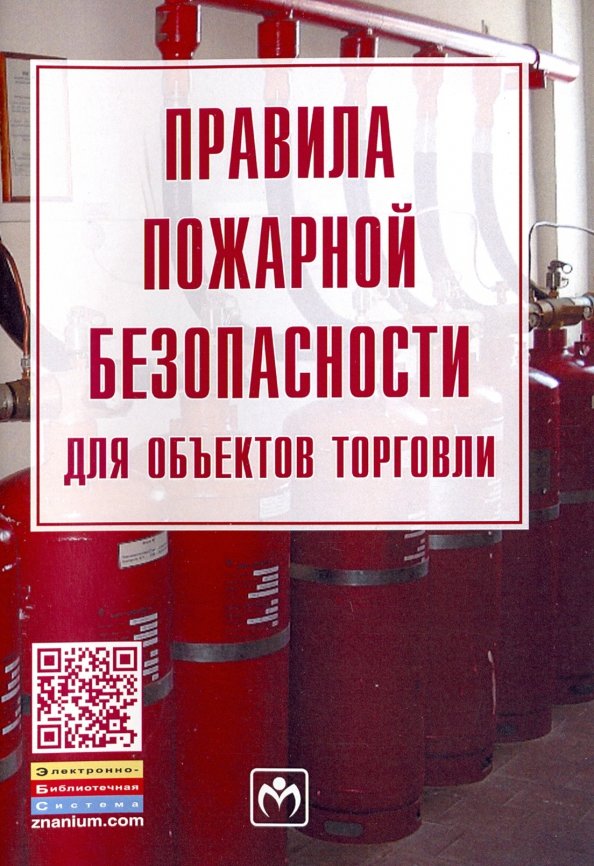 ПРАВИЛА
ПОЖАРНОЙ
БЕЗОПАСНОСТИ
ДЛЯ ОБЪЕКТОВ ТОРГОВЛИ
Электронно-
Библиотечная
Система
znanium.com